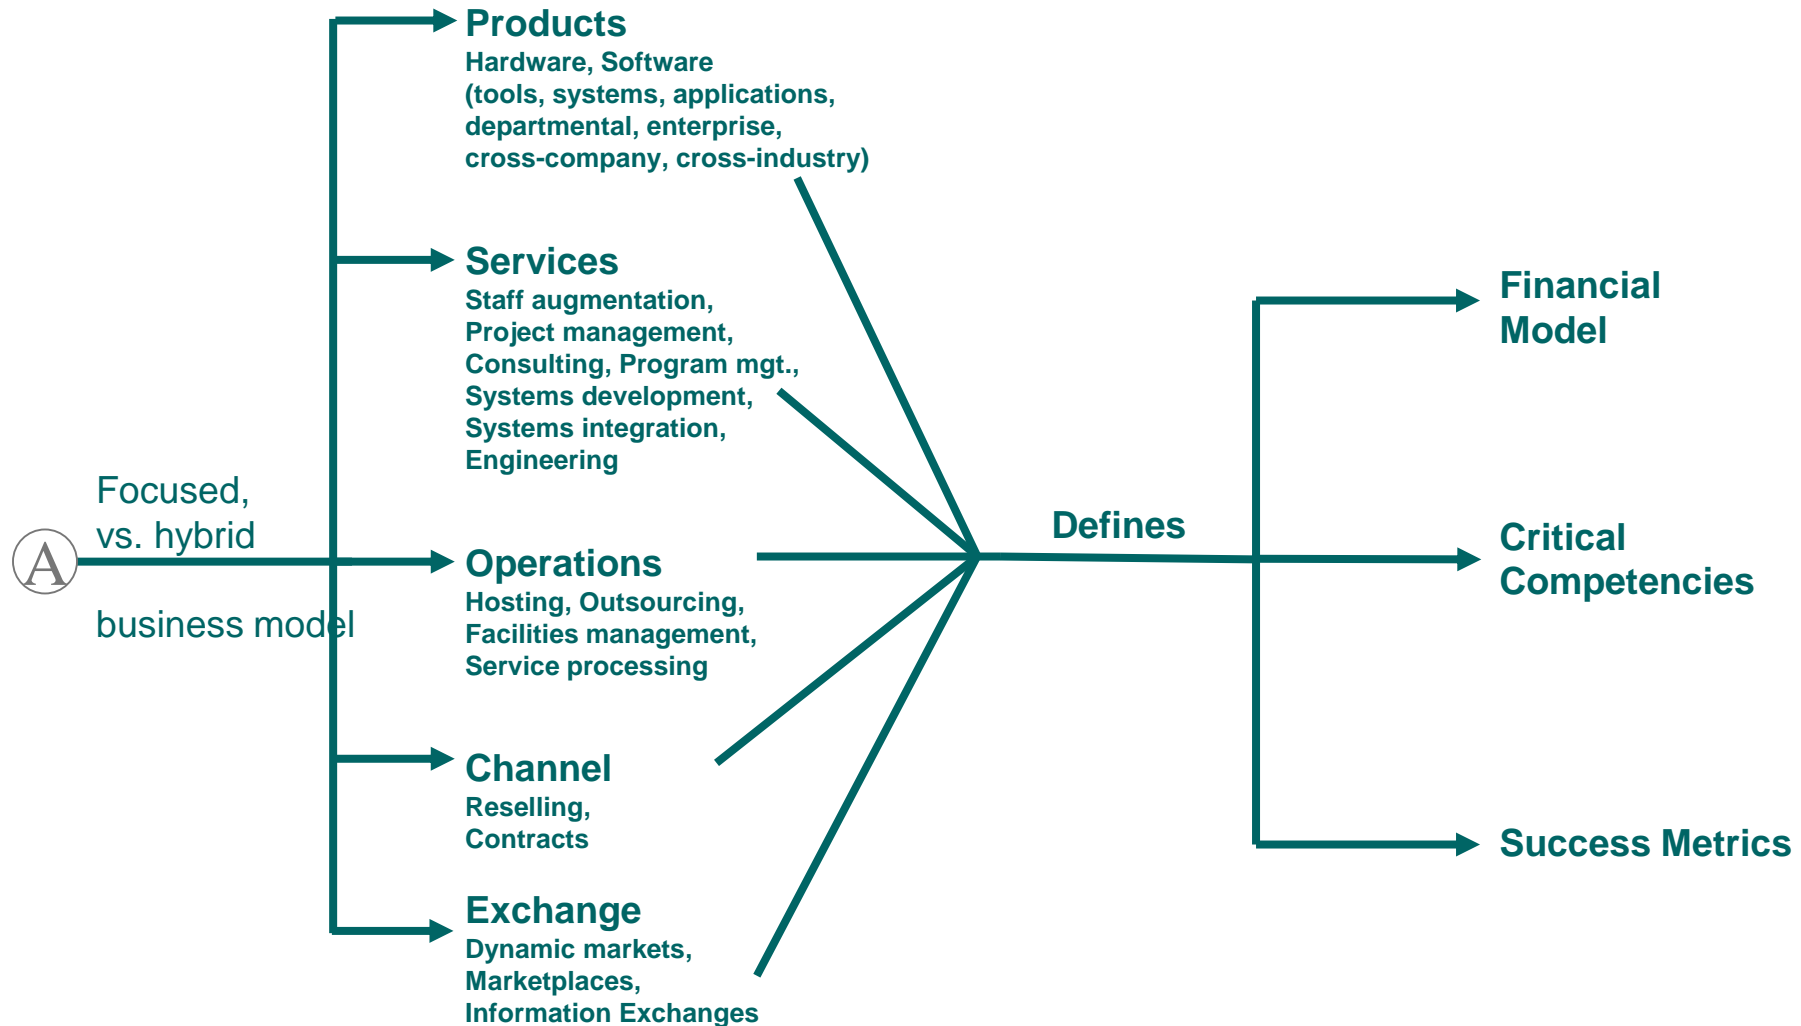 Products
Hardware, Software
(tools, systems, applications,
departmental, enterprise,
cross-company, cross-industry)
Services
Staff augmentation,
Project management,
Consulting, Program mgt.,
Systems development,
Systems integration,
Engineering
A
Focused,
vs. hybrid
business model
Operations
Hosting, Outsourcing,
Facilities management,
Service processing
Channel
Reselling,
Contracts
Exchange
Dynamic markets,
Marketplaces,
Information Exchanges
Defines
Financial
Model
Critical
Competencies
Success Metrics